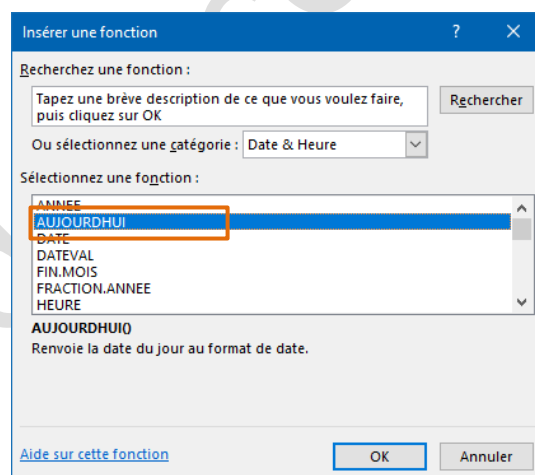 Insérer une fonction ? ×
Recherchez une fonction :
Tapez une brève description de ce que vous voulez faire,
puis cliquez sur OK
Rechercher
Ou sélectionnez une catégorie : Date & Heure
Sélectionnez une fonction :
ANNEE
AUJOURDHUI
DATE
DATEVAL
FIN.MOIS
FRACTION.ANNEE
HEURE
AUJOURDHUI()
Renvoie la date du jour au format de date.
Aide sur cette fonction
OK
Annuler